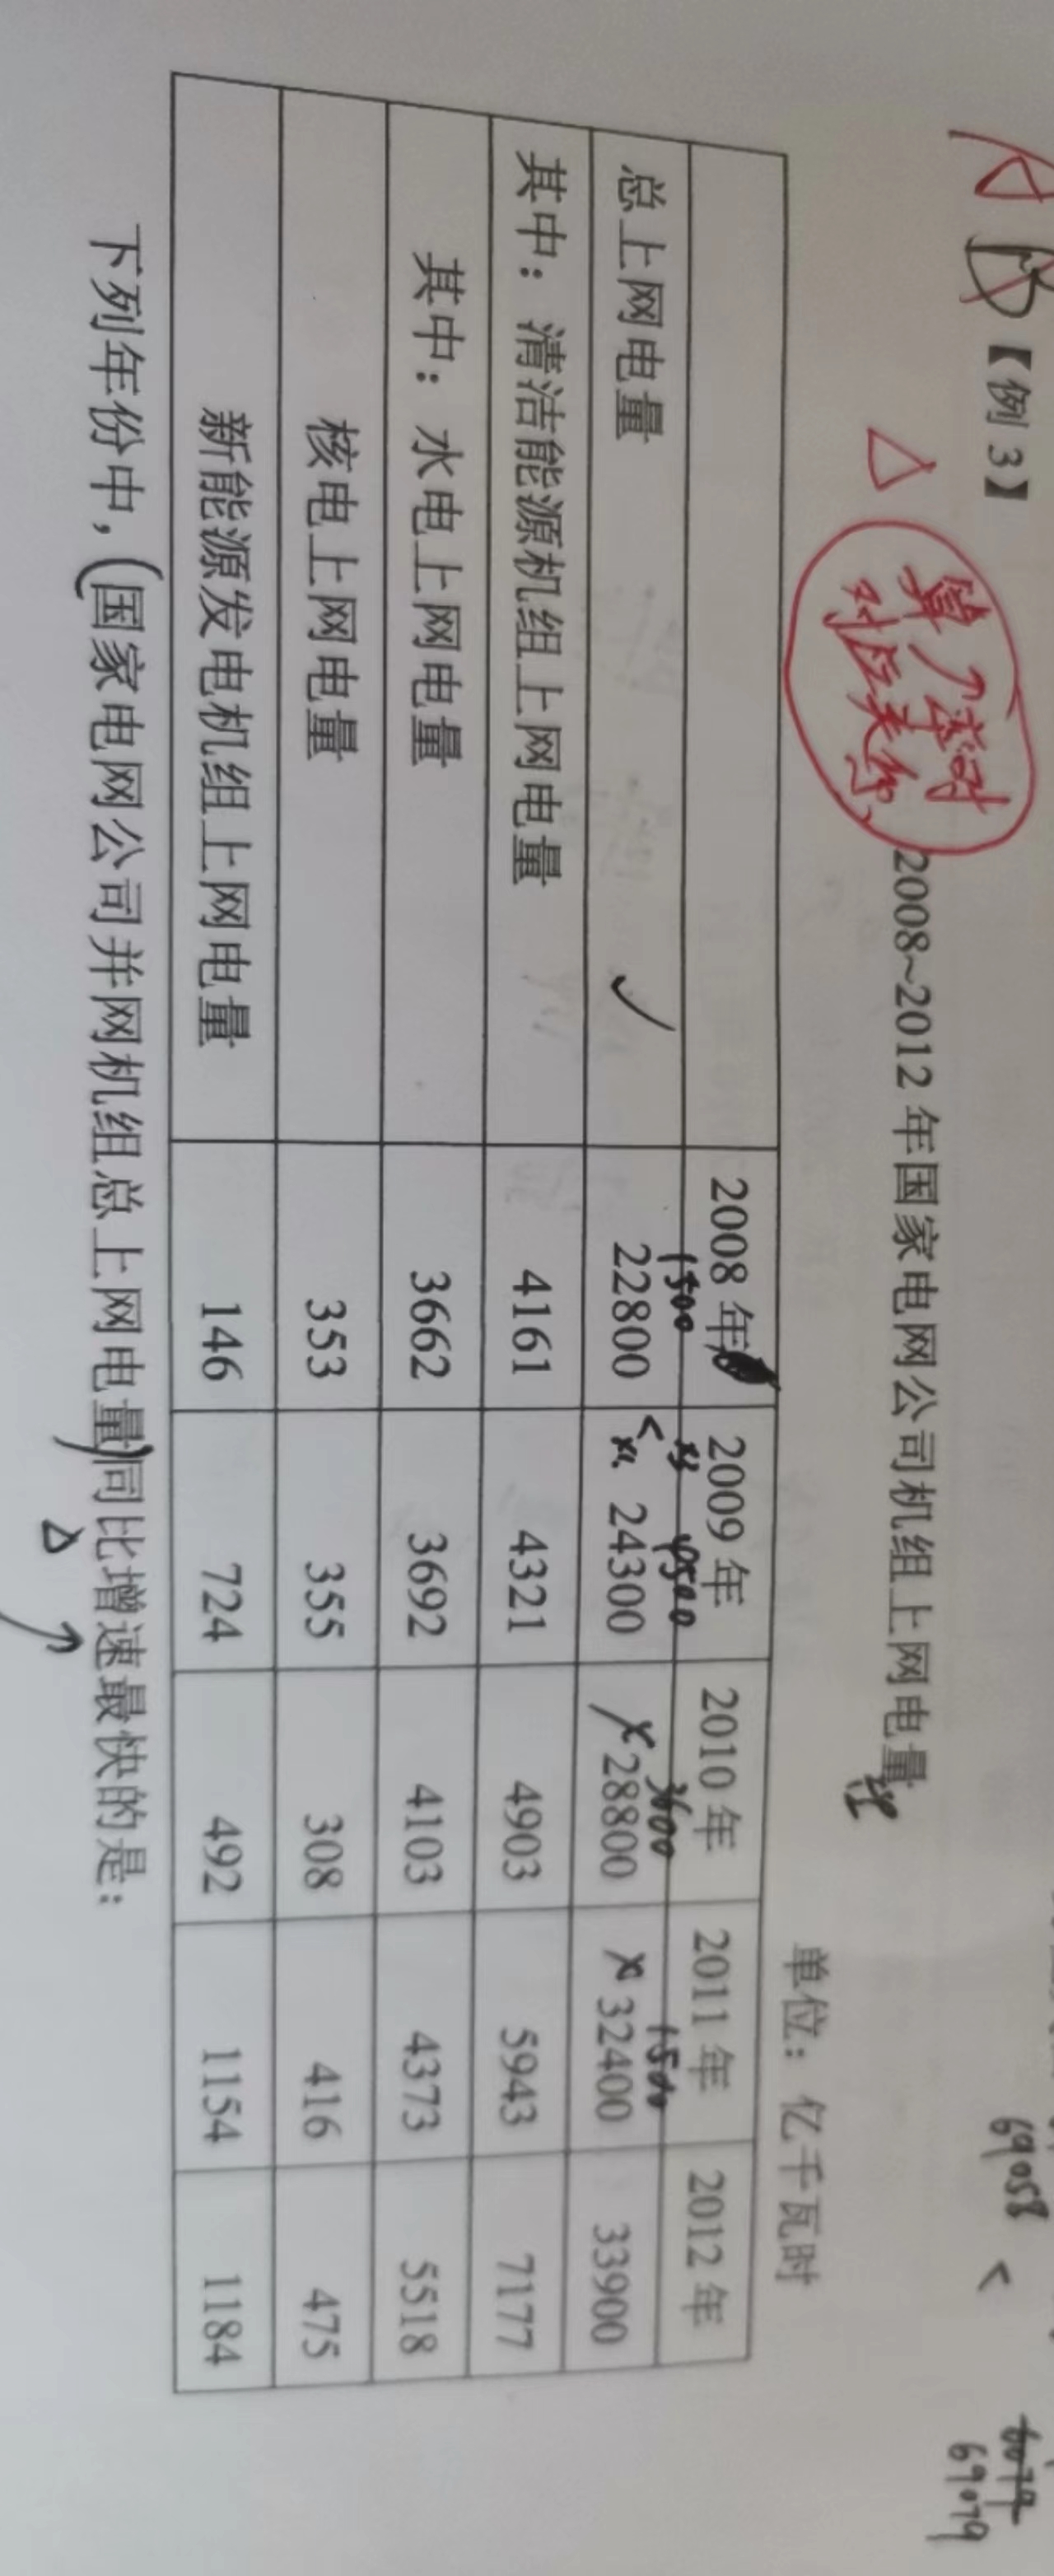 AB【例 3】
69058 < 6079
69079
△ 算↗率对
对应关系
2008~2012 年国家电网公司机组上网电量
单位：亿千瓦时
2008 年 2009 年 2010 年 2011 年 2012 年
1500 x3 4500 3600 1500
总上网电量 ✓ 22800 < 24300 × 28800 × 32400 33900
其中：清洁能源机组上网电量 4161 4321 4903 5943 7177
其中：水电上网电量 3662 3692 4103 4373 5518
核电上网电量 353 355 308 416 475
新能源发电机组上网电量 146 724 492 1154 1184
下列年份中，(国家电网公司并网机组总上网电量)同比增速最快的是：
△ ↑